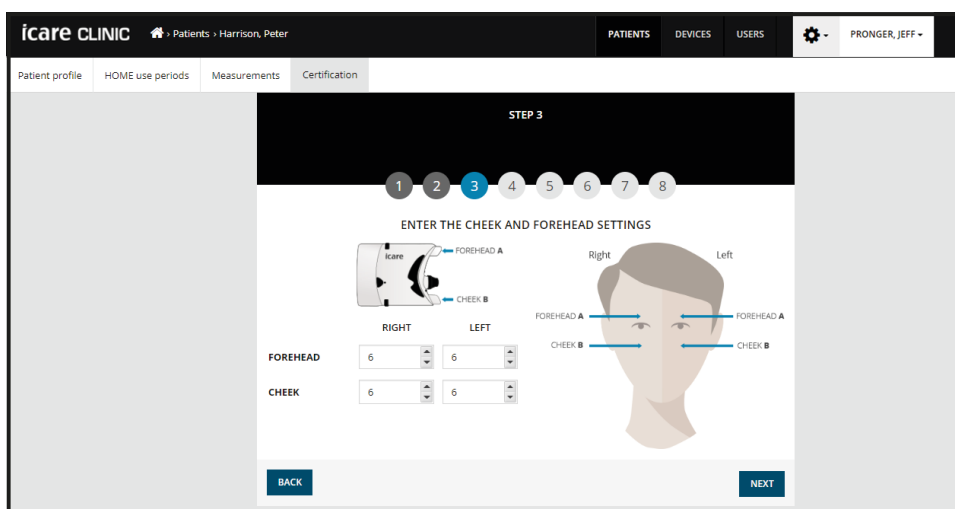 icare CLINIC › Patients › Harrison, Peter PATIENTS DEVICES USERS PRONGER, JEFF
Patient profile HOME use periods Measurements Certification
STEP 3
1 2 3 4 5 6 7 8
ENTER THE CHEEK AND FOREHEAD SETTINGS
icare FOREHEAD A
CHEEK B
Right Left
FOREHEAD A FOREHEAD A
CHEEK B CHEEK B
RIGHT LEFT
FOREHEAD 6 6
CHEEK 6 6
BACK NEXT